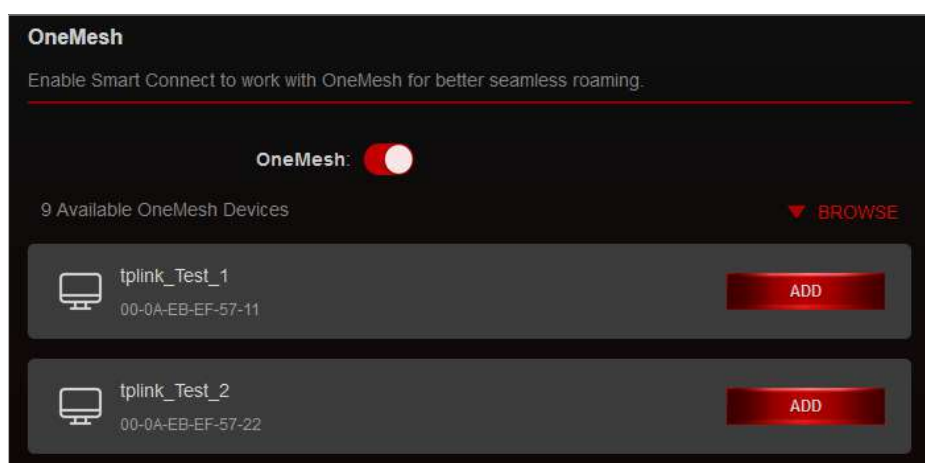 OneMesh
Enable Smart Connect to work with OneMesh for better seamless roaming.
OneMesh:
9 Available OneMesh Devices
BROWSE
tplink_Test_1
00-0A-EB-EF-57-11
ADD
tplink_Test_2
00-0A-EB-EF-57-22
ADD